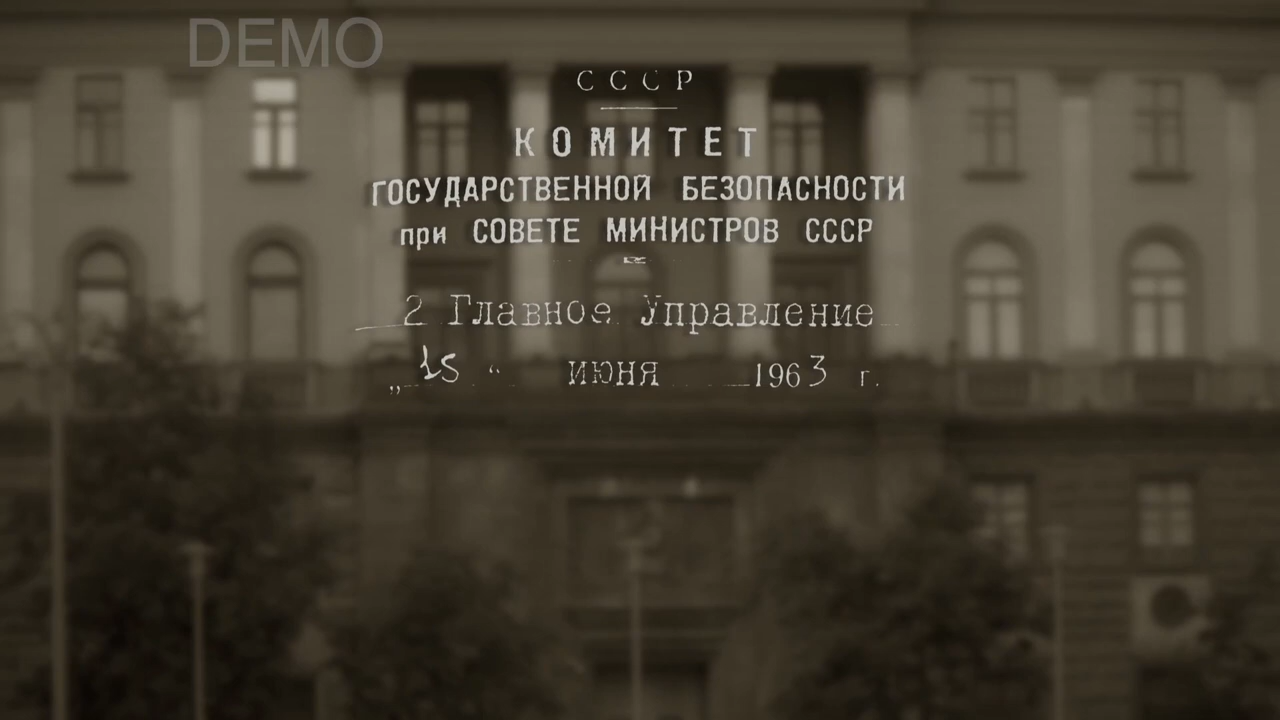 DEMO
СССР
КОМИТЕТ
ГОСУДАРСТВЕННОЙ БЕЗОПАСНОСТИ
при СОВЕТЕ МИНИСТРОВ СССР
2 Главное Управление
„15“ июня 1963 г.